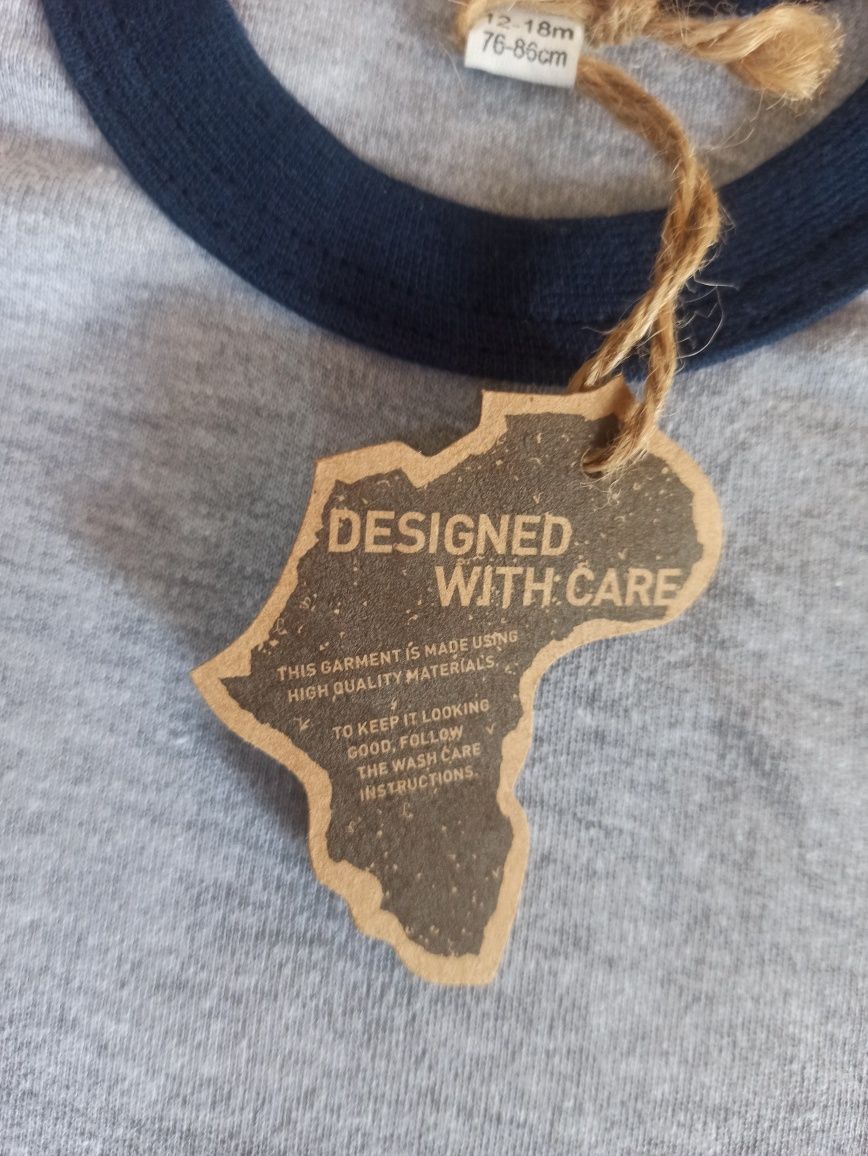 12-18m
76-86cm
DESIGNED
WITH CARE
THIS GARMENT IS MADE USING
HIGH QUALITY MATERIALS.
TO KEEP IT LOOKING
GOOD, FOLLOW
THE WASH CARE
INSTRUCTIONS.